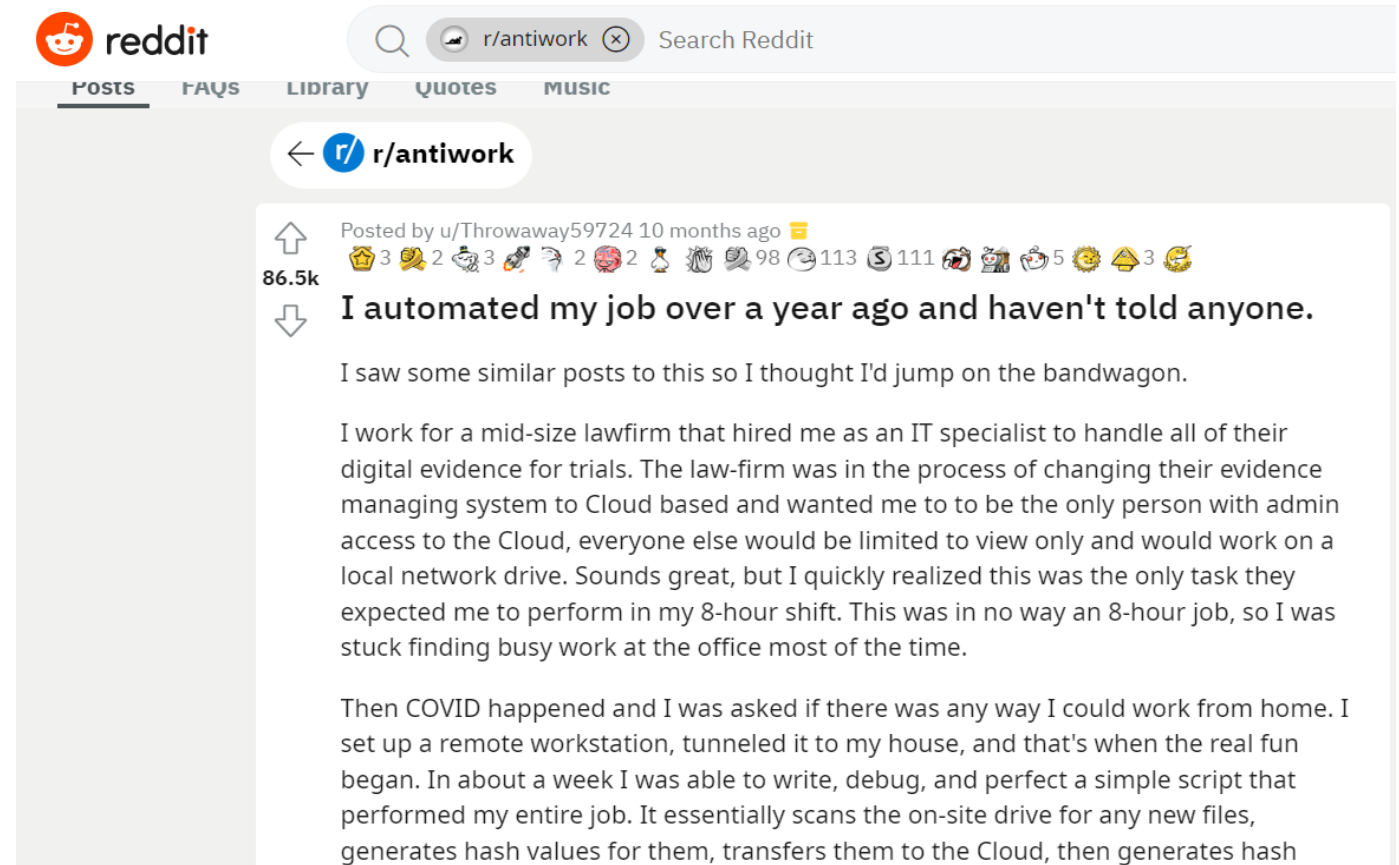 reddit
r/antiwork
Search Reddit
Posts FAQs Library Quotes Music
r/ r/antiwork
Posted by u/Throwaway59724 10 months ago
3 2 3 2 2 98 113 S 111 5 3
86.5k
I automated my job over a year ago and haven't told anyone.
I saw some similar posts to this so I thought I'd jump on the bandwagon.
I work for a mid-size lawfirm that hired me as an IT specialist to handle all of their
digital evidence for trials. The law-firm was in the process of changing their evidence
managing system to Cloud based and wanted me to to be the only person with admin
access to the Cloud, everyone else would be limited to view only and would work on a
local network drive. Sounds great, but I quickly realized this was the only task they
expected me to perform in my 8-hour shift. This was in no way an 8-hour job, so I was
stuck finding busy work at the office most of the time.
Then COVID happened and I was asked if there was any way I could work from home. I
set up a remote workstation, tunneled it to my house, and that's when the real fun
began. In about a week I was able to write, debug, and perfect a simple script that
performed my entire job. It essentially scans the on-site drive for any new files,
generates hash values for them, transfers them to the Cloud, then generates hash